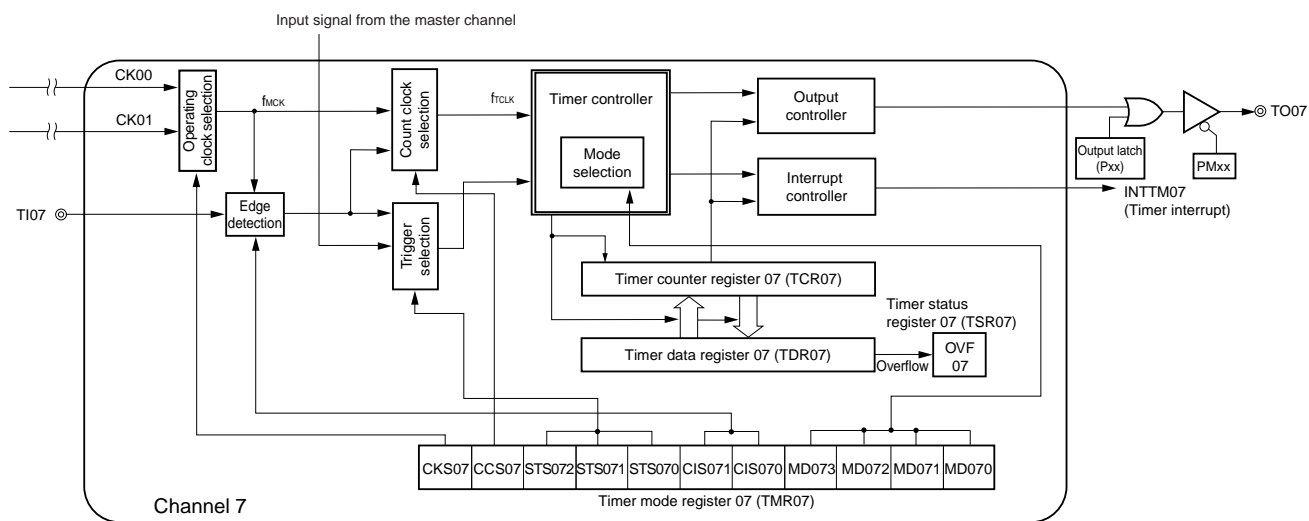 Input signal from the master channel
CK00
CK01
Operating
clock selection
fMCK
Count clock
selection
fTCLK
Timer controller
Mode
selection
Output
controller
TO07
Output latch
(Pxx)
PMxx
Interrupt
controller
INTTM07
(Timer interrupt)
TI07
Edge
detection
Trigger
selection
Timer counter register 07 (TCR07)
Timer status
register 07 (TSR07)
Timer data register 07 (TDR07)
Overflow
OVF
07
CKS07 CCS07 STS072 STS071 STS070 CIS071 CIS070 MD073 MD072 MD071 MD070
Timer mode register 07 (TMR07)
Channel 7